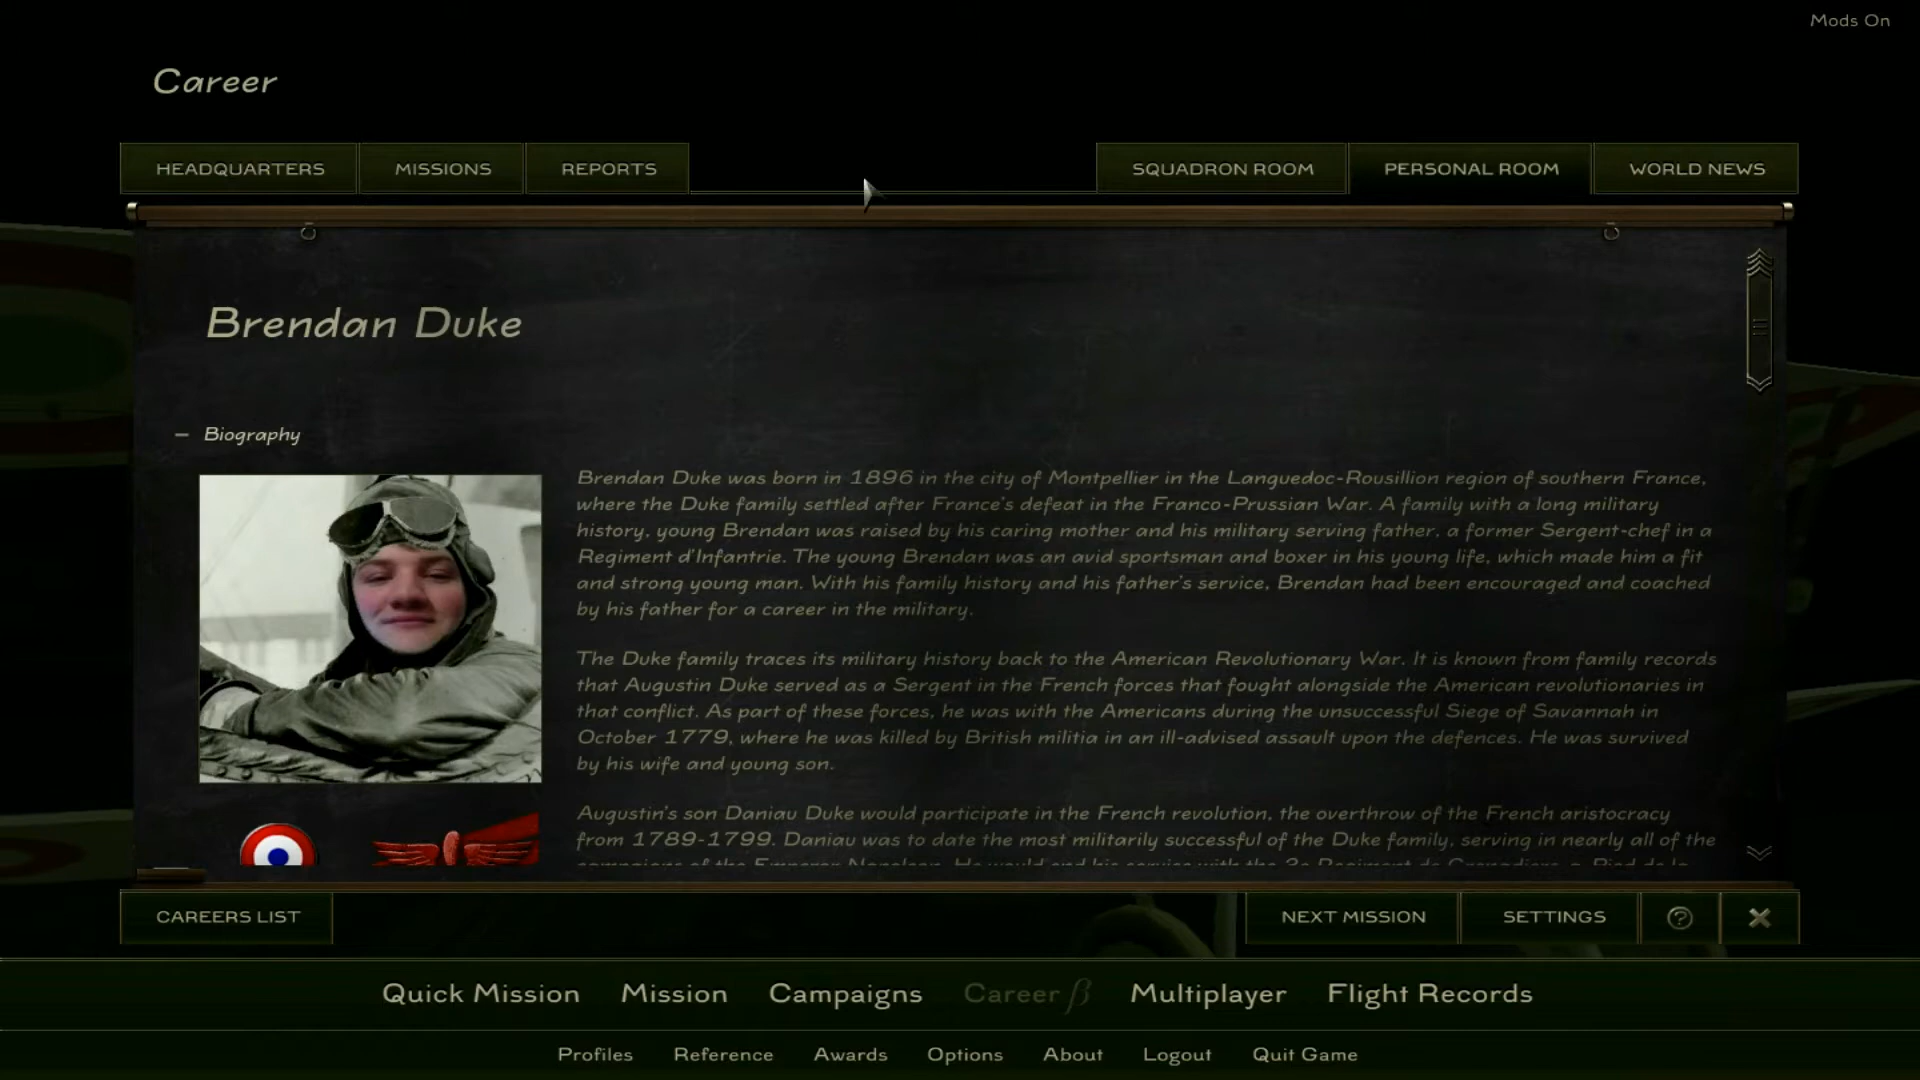 Mods On
Career
HEADQUARTERS MISSIONS REPORTS SQUADRON ROOM PERSONAL ROOM WORLD NEWS
Brendan Duke
– Biography
Brendan Duke was born in 1896 in the city of Montpellier in the Languedoc-Rousillion region of southern France,
where the Duke family settled after France's defeat in the Franco-Prussian War. A family with a long military
history, young Brendan was raised by his caring mother and his military serving father, a former Sergent-chef in a
Regiment d'Infantrie. The young Brendan was an avid sportsman and boxer in his young life, which made him a fit
and strong young man. With his family history and his father's service, Brendan had been encouraged and coached
by his father for a career in the military.
The Duke family traces its military history back to the American Revolutionary War. It is known from family records
that Augustin Duke served as a Sergent in the French forces that fought alongside the American revolutionaries in
that conflict. As part of these forces, he was with the Americans during the unsuccessful Siege of Savannah in
October 1779, where he was killed by British militia in an ill-advised assault upon the defences. He was survived
by his wife and young son.
Augustin's son Daniau Duke would participate in the French revolution, the overthrow of the French aristocracy
from 1789-1799. Daniau was to date the most militarily successful of the Duke family, serving in nearly all of the
campaigns of the Emperor Napoleon. He would end his service with the
CAREERS LIST NEXT MISSION SETTINGS ?
Quick Mission Mission Campaigns Career β Multiplayer Flight Records
Profiles Reference Awards Options About Logout Quit Game